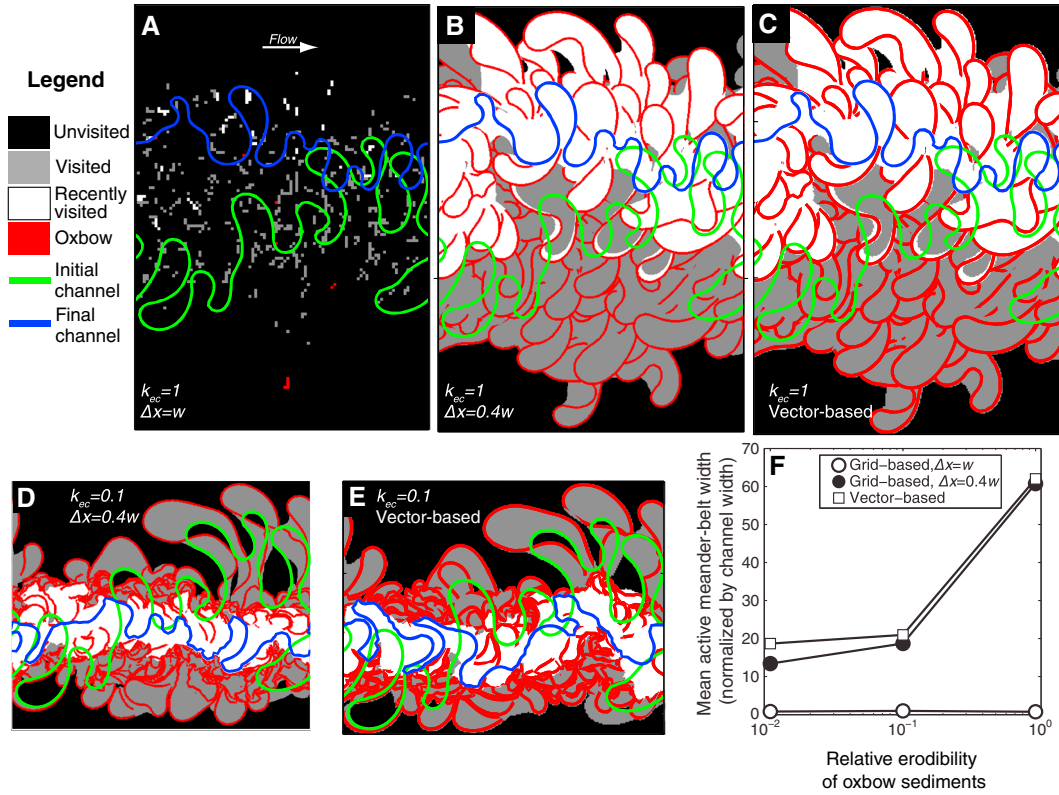 Legend
Unvisited
Visited
Recently
visited
Oxbow
Initial
channel
Final
channel
A
Flow
k_ec=1
Δx=w
B
k_ec=1
Δx=0.4w
C
k_ec=1
Vector-based
D
k_ec=0.1
Δx=0.4w
E
k_ec=0.1
Vector-based
F
Grid-based,Δx=w
Grid-based, Δx=0.4w
Vector-based
Mean active meander-belt width
(normalized by channel width)
70
60
50
40
30
20
10
0
10⁻²
10⁻¹
10⁰
Relative erodibility
of oxbow sediments